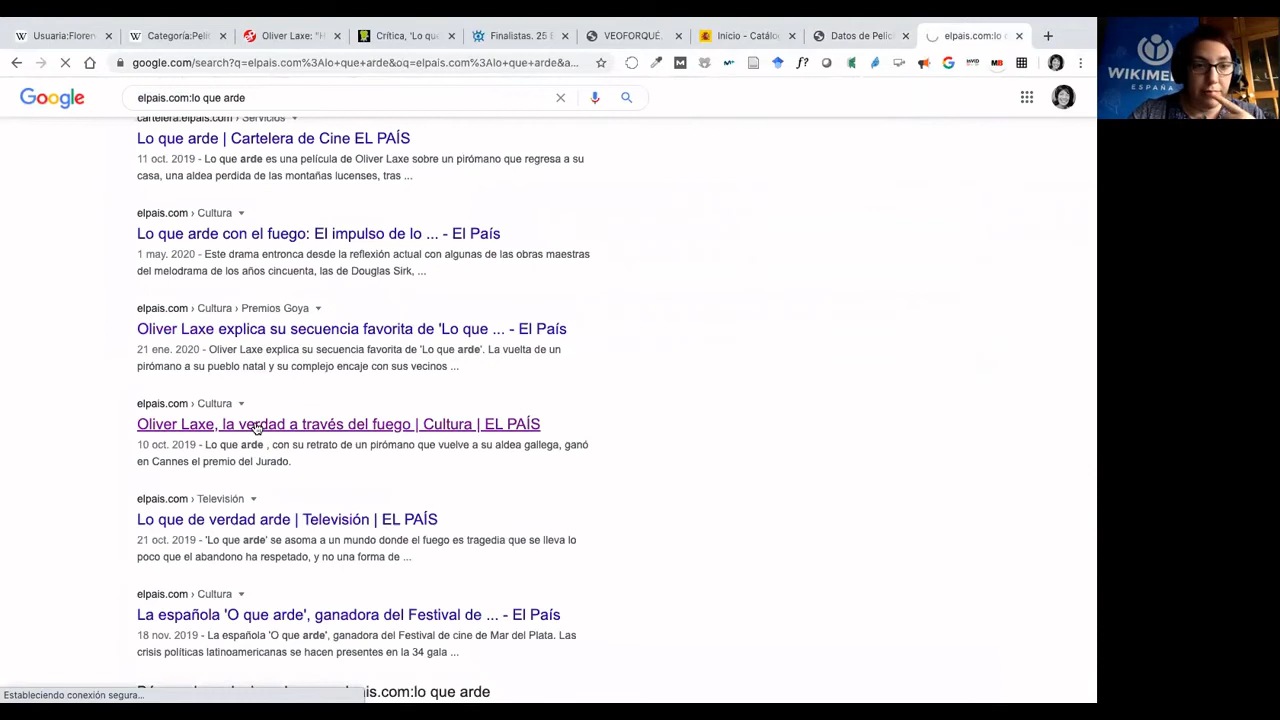 Usuaria:Floren
Categoría:Pelí
Oliver Laxe: "H
Crítica, 'Lo que
Finalistas. 25 E
VEOFORQUÉ.
Inicio - Catálo
Datos de Pelíc
elpais.com:lo c
google.com/search?q=elpais.com%3Alo+que+arde&oq=elpais.com%3Alo+que+arde&a...
Google
elpais.com:lo que arde
WIKIME
ESPAÑA
cartelera.elpais.com › Servicios
Lo que arde | Cartelera de Cine EL PAÍS
11 oct. 2019 - Lo que arde es una película de Oliver Laxe sobre un pirómano que regresa a su
casa, una aldea perdida de las montañas lucenses, tras ...
elpais.com › Cultura
Lo que arde con el fuego: El impulso de lo ... - El País
1 may. 2020 - Este drama entronca desde la reflexión actual con algunas de las obras maestras
del melodrama de los años cincuenta, las de Douglas Sirk, ...
elpais.com › Cultura › Premios Goya
Oliver Laxe explica su secuencia favorita de 'Lo que ... - El País
21 ene. 2020 - Oliver Laxe explica su secuencia favorita de 'Lo que arde'. La vuelta de un
pirómano a su pueblo natal y su complejo encaje con sus vecinos ...
elpais.com › Cultura
Oliver Laxe, la verdad a través del fuego | Cultura | EL PAÍS
10 oct. 2019 - Lo que arde , con su retrato de un pirómano que vuelve a su aldea gallega, ganó
en Cannes el premio del Jurado.
elpais.com › Televisión
Lo que de verdad arde | Televisión | EL PAÍS
21 oct. 2019 - 'Lo que arde' se asoma a un mundo donde el fuego es tragedia que se lleva lo
poco que el abandono ha respetado, y no una forma de ...
elpais.com › Cultura
La española 'O que arde', ganadora del Festival de ... - El País
18 nov. 2019 - La española 'O que arde', ganadora del Festival de cine de Mar del Plata. Las
crisis políticas latinoamericanas se hacen presentes en la 34 gala ...
ais.com:lo que arde
Estableciendo conexión segura...